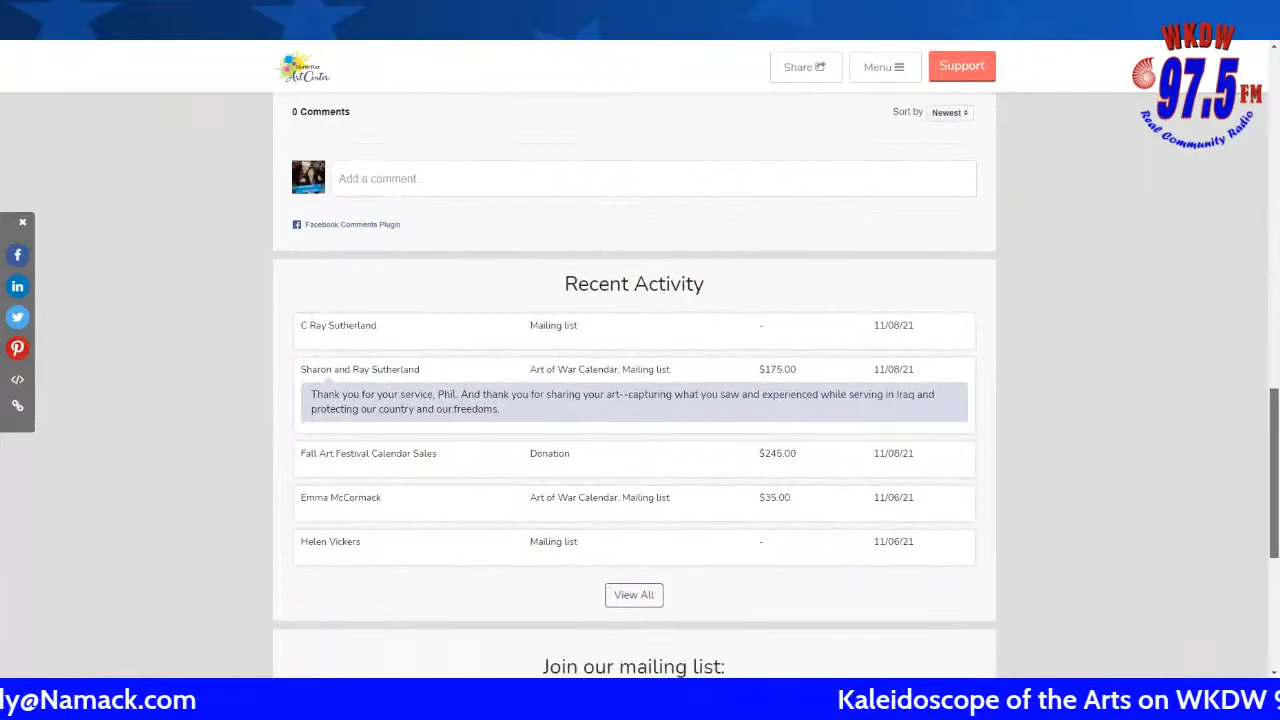 WKDW
97.5 FM
Real Community Radio
North Port
Art Center
Share
Menu
Support
0 Comments
Sort by
Newest
Add a comment...
Facebook Comments Plugin
Recent Activity
C Ray Sutherland Mailing list - 11/08/21
Sharon and Ray Sutherland Art of War Calendar, Mailing list $175.00 11/08/21
Thank you for your service, Phil. And thank you for sharing your art--capturing what you saw and experienced while serving in Iraq and
protecting our country and our freedoms.
Fall Art Festival Calendar Sales Donation $245.00 11/08/21
Emma McCormack Art of War Calendar, Mailing list $35.00 11/06/21
Helen Vickers Mailing list - 11/06/21
View All
Join our mailing list:
ly@Namack.com Kaleidoscope of the Arts on WKDW 9